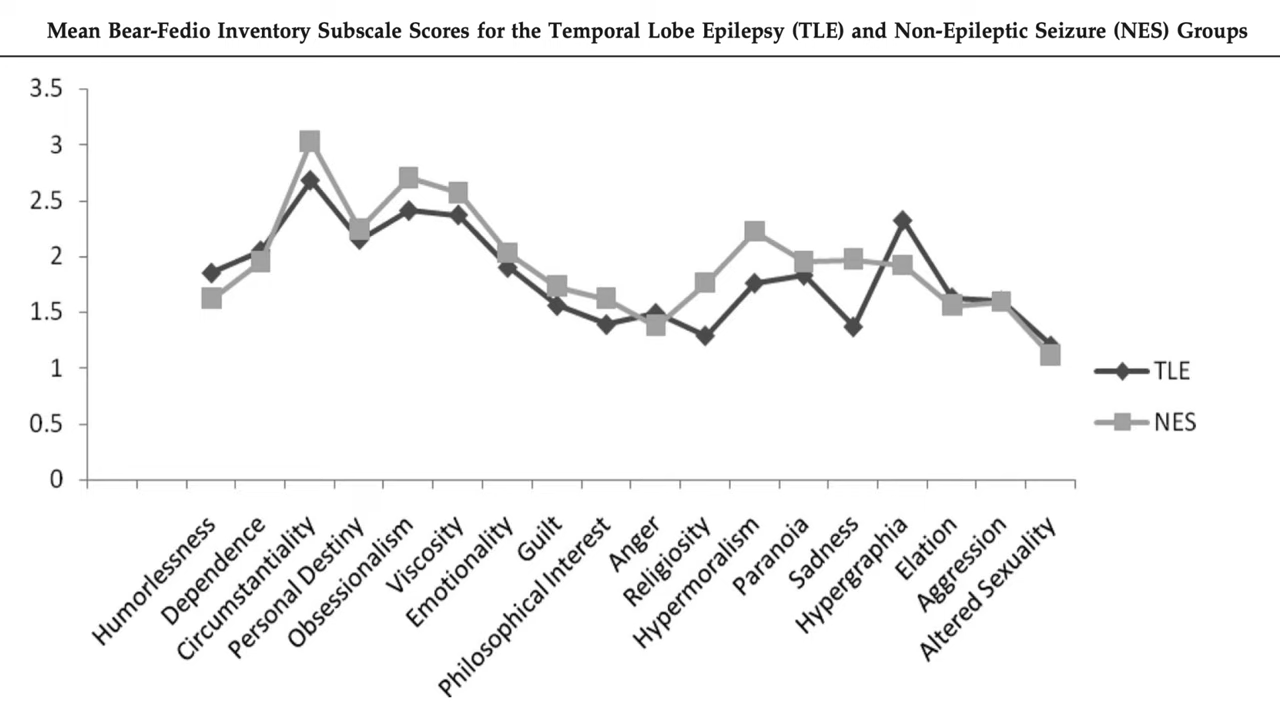 Mean Bear-Fedio Inventory Subscale Scores for the Temporal Lobe Epilepsy (TLE) and Non-Epileptic Seizure (NES) Groups
3.5
3
2.5
2
1.5
1
0.5
0
TLE
NES
Humorlessness
Dependence
Circumstantiality
Personal Destiny
Obsessionalism
Viscosity
Emotionality
Guilt
Philosophical Interest
Anger
Religiosity
Hypermoralism
Paranoia
Sadness
Hypergraphia
Elation
Aggression
Altered Sexuality